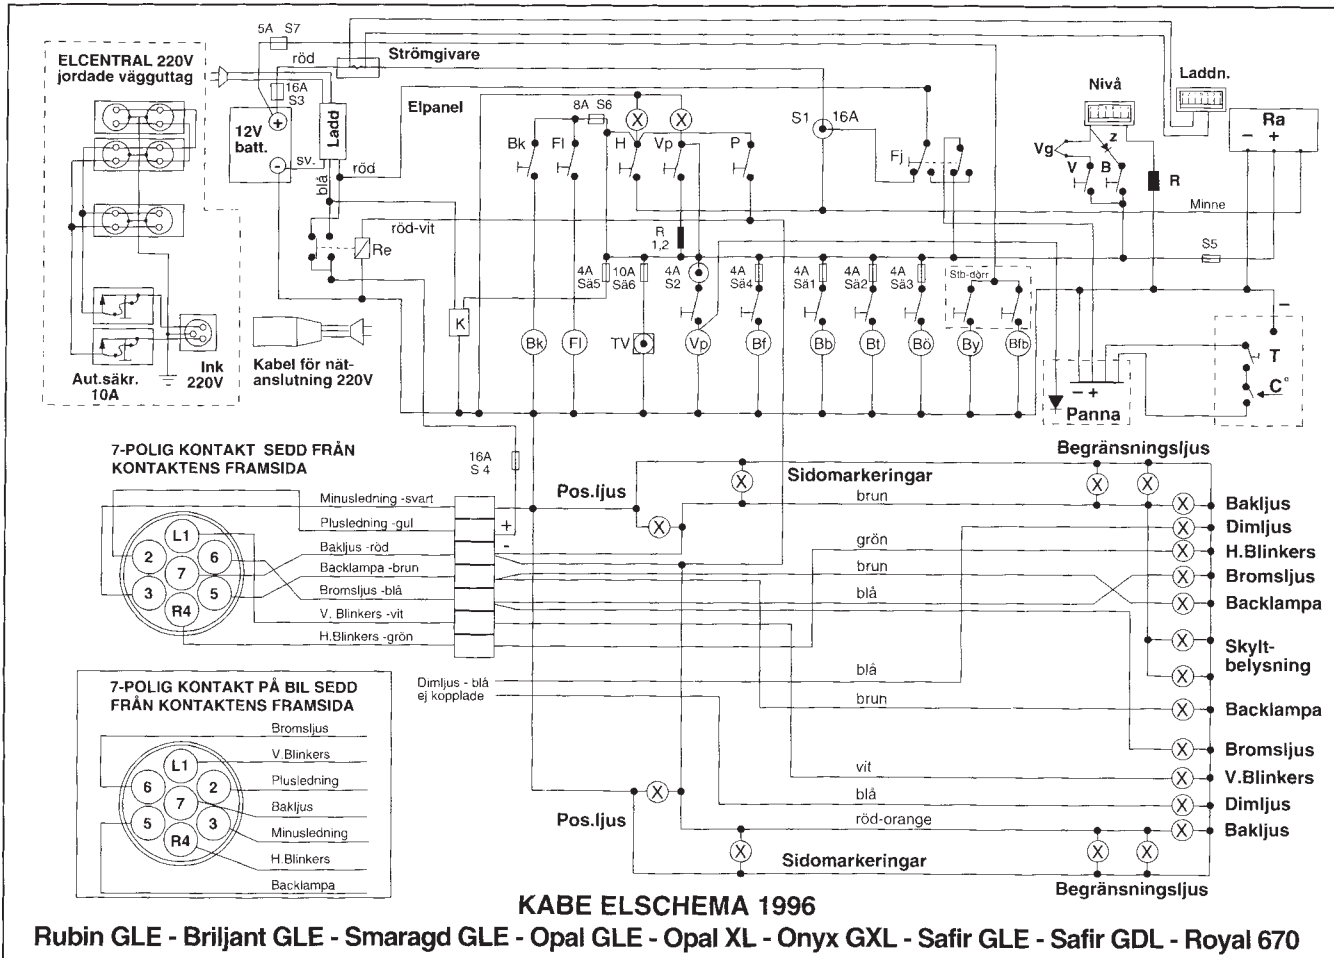 5A S7
ELCENTRAL 220V
jordade vägguttag
röd
Strömgivare
16A
S3
12V
batt.
+
-
Ladd
sv.
blå
röd
Elpanel
8A S6
Bk
Fl
H
Vp
P
X
X
S1
16A
Fj
Nivå
Laddn.
Vg
V
z
B
R
Ra
- +
Minne
S5
röd-vit
Re
R
1,2
4A
Sä5
10A
Sä6
4A
S2
4A
Sä4
4A
Sä1
4A
Sä2
4A
Sä3
Stb-dörr
K
Bk
Fl
TV
Vp
Bf
Bb
Bt
Bö
By
Bfb
-
T
C°
- +
Panna
Aut.säkr.
10A
Ink
220V
Kabel för nät-
anslutning 220V
7-POLIG KONTAKT SEDD FRÅN
KONTAKTENS FRAMSIDA
16A
S 4
Minusledning -svart
Plusledning -gul
Bakljus -röd
Backlampa -brun
Bromsljus -blå
V. Blinkers -vit
H.Blinkers -grön
+
-
L1
2
6
7
3
5
R4
Pos.ljus
X
X
Sidomarkeringar
Begränsningsljus
X
X
brun
grön
brun
blå
blå
brun
vit
blå
röd-orange
X Bakljus
X Dimljus
X H.Blinkers
X Bromsljus
X Backlampa
X
Skylt-
belysning
X
X Backlampa
X Bromsljus
X V.Blinkers
X Dimljus
X Bakljus
Dimljus - blå
ej kopplade
7-POLIG KONTAKT PÅ BIL SEDD
FRÅN KONTAKTENS FRAMSIDA
Bromsljus
V.Blinkers
Plusledning
Bakljus
Minusledning
H.Blinkers
Backlampa
L1
6
2
7
5
3
R4
Pos.ljus
X
X
Sidomarkeringar
X
X
Begränsningsljus
KABE ELSCHEMA 1996
Rubin GLE - Briljant GLE - Smaragd GLE - Opal GLE - Opal XL - Onyx GXL - Safir GLE - Safir GDL - Royal 670